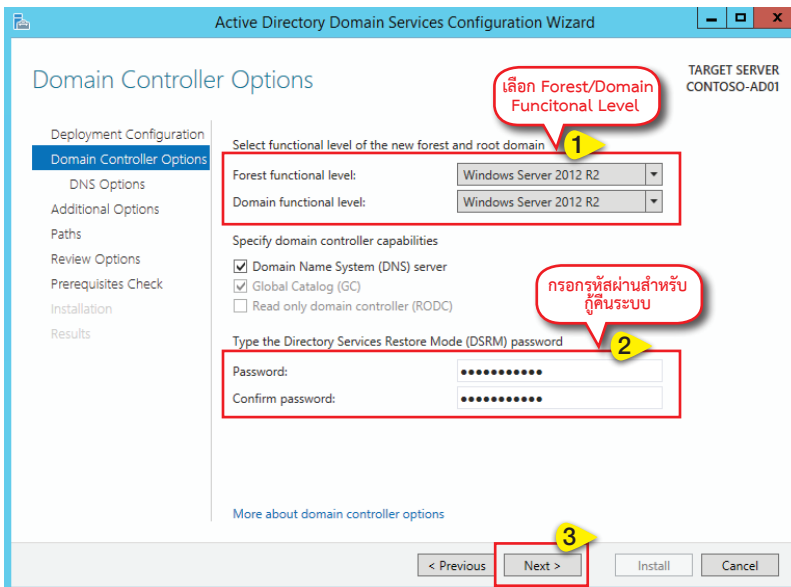 Active Directory Domain Services Configuration Wizard
Domain Controller Options
TARGET SERVER
CONTOSO-AD01
เลือก Forest/Domain
Funcitonal Level
Deployment Configuration
Domain Controller Options
DNS Options
Additional Options
Paths
Review Options
Prerequisites Check
Installation
Results
Select functional level of the new forest and root domain
1
Forest functional level:
Windows Server 2012 R2
Domain functional level:
Windows Server 2012 R2
Specify domain controller capabilities
Domain Name System (DNS) server
Global Catalog (GC)
Read only domain controller (RODC)
กรอกรหัสผ่านสำหรับ
กู้คืนระบบ
Type the Directory Services Restore Mode (DSRM) password
2
Password:
•••••••••••
Confirm password:
•••••••••••
More about domain controller options
3
< Previous
Next >
Install
Cancel